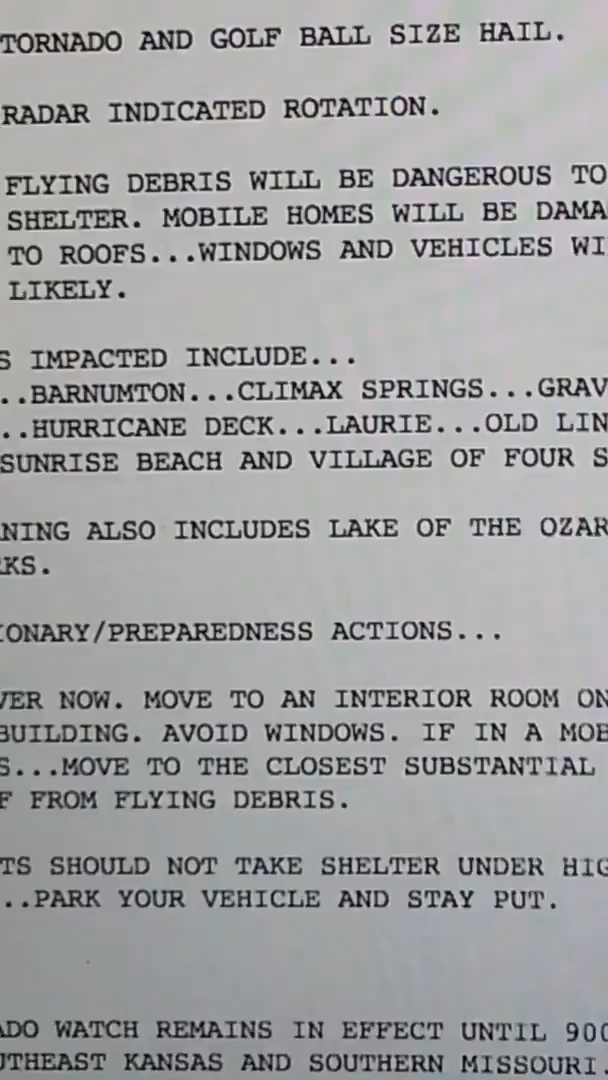 TORNADO AND GOLF BALL SIZE HAIL.
RADAR INDICATED ROTATION.
FLYING DEBRIS WILL BE DANGEROUS TO
SHELTER. MOBILE HOMES WILL BE DAMA
TO ROOFS...WINDOWS AND VEHICLES WI
LIKELY.
S IMPACTED INCLUDE...
..BARNUMTON...CLIMAX SPRINGS...GRAV
..HURRICANE DECK...LAURIE...OLD LIN
SUNRISE BEACH AND VILLAGE OF FOUR S
NING ALSO INCLUDES LAKE OF THE OZAR
KS.
IONARY/PREPAREDNESS ACTIONS...
VER NOW. MOVE TO AN INTERIOR ROOM ON
BUILDING. AVOID WINDOWS. IF IN A MOB
S...MOVE TO THE CLOSEST SUBSTANTIAL
F FROM FLYING DEBRIS.
TS SHOULD NOT TAKE SHELTER UNDER HIG
..PARK YOUR VEHICLE AND STAY PUT.
ADO WATCH REMAINS IN EFFECT UNTIL 900
UTHEAST KANSAS AND SOUTHERN MISSOURI.